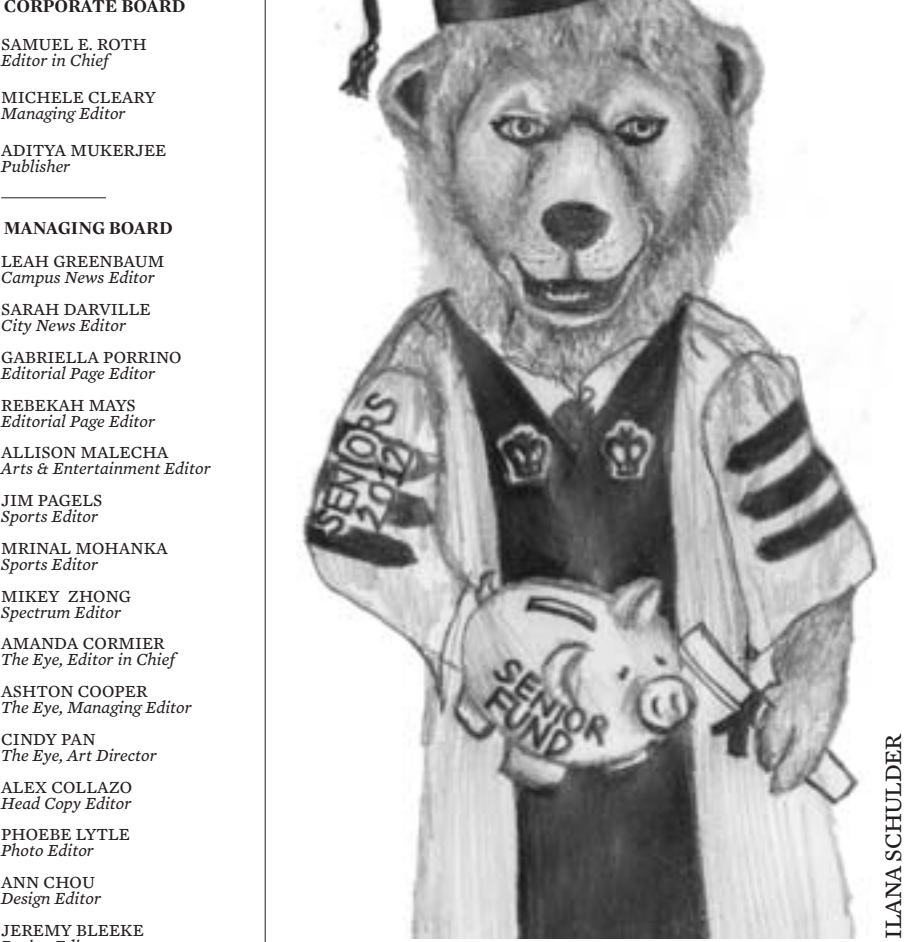 CORPORATE BOARD
SAMUEL E. ROTH
Editor in Chief
MICHELE CLEARY
Managing Editor
ADITYA MUKERJEE
Publisher
MANAGING BOARD
LEAH GREENBAUM
Campus News Editor
SARAH DARVILLE
City News Editor
GABRIELLA PORRINO
Editorial Page Editor
REBEKAH MAYS
Editorial Page Editor
ALLISON MALECHA
Arts & Entertainment Editor
JIM PAGELS
Sports Editor
MRINAL MOHANKA
Sports Editor
MIKEY ZHONG
Spectrum Editor
AMANDA CORMIER
The Eye, Editor in Chief
ASHTON COOPER
The Eye, Managing Editor
CINDY PAN
The Eye, Art Director
ALEX COLLAZO
Head Copy Editor
PHOEBE LYTLE
Photo Editor
ANN CHOU
Design Editor
JEREMY BLEEKE
SENIORS
2012
SENIOR
FUND
ILANA SCHULDER